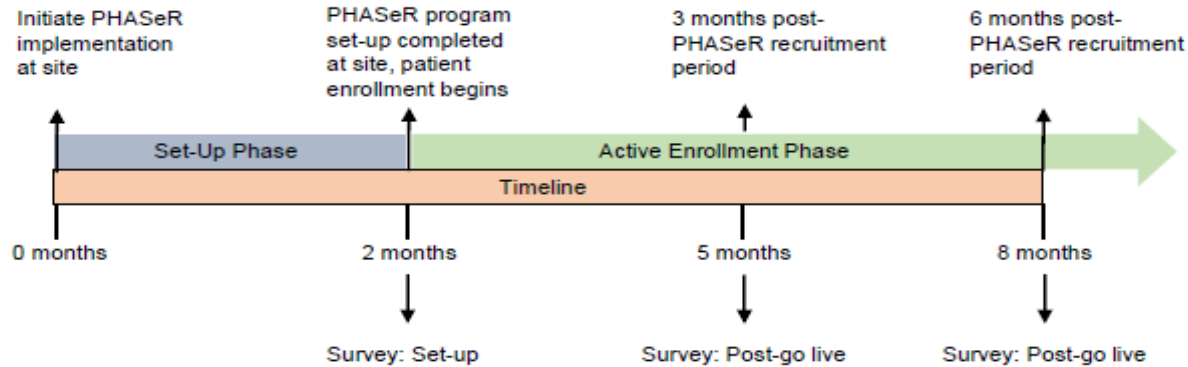 Initiate PHASeR
implementation
at site
PHASeR program
set-up completed
at site, patient
enrollment begins
3 months post-
PHASeR recruitment
period
6 months post-
PHASeR recruitment
period
Set-Up Phase
Active Enrollment Phase
Timeline
0 months
2 months
5 months
8 months
Survey: Set-up
Survey: Post-go live
Survey: Post-go live